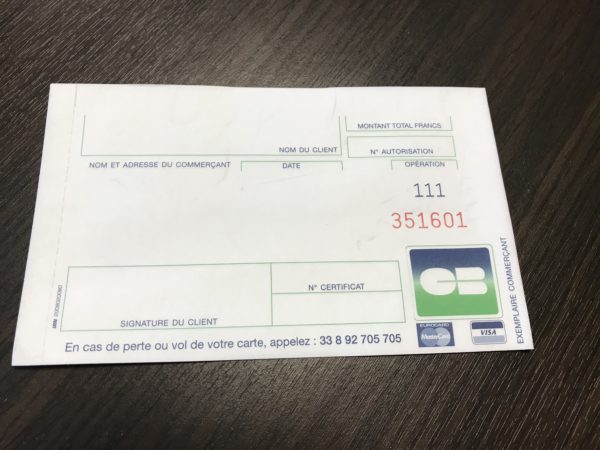 MONTANT TOTAL FRANCS
NOM DU CLIENT
N° AUTORISATION
NOM ET ADRESSE DU COMMERÇANT
DATE
OPÉRATION
111
351601
CB
N° CERTIFICAT
SIGNATURE DU CLIENT
EUROCARD
MasterCard
VISA
EXEMPLAIRE COMMERÇANT
En cas de perte ou vol de votre carte, appelez : 33 8 92 705 705